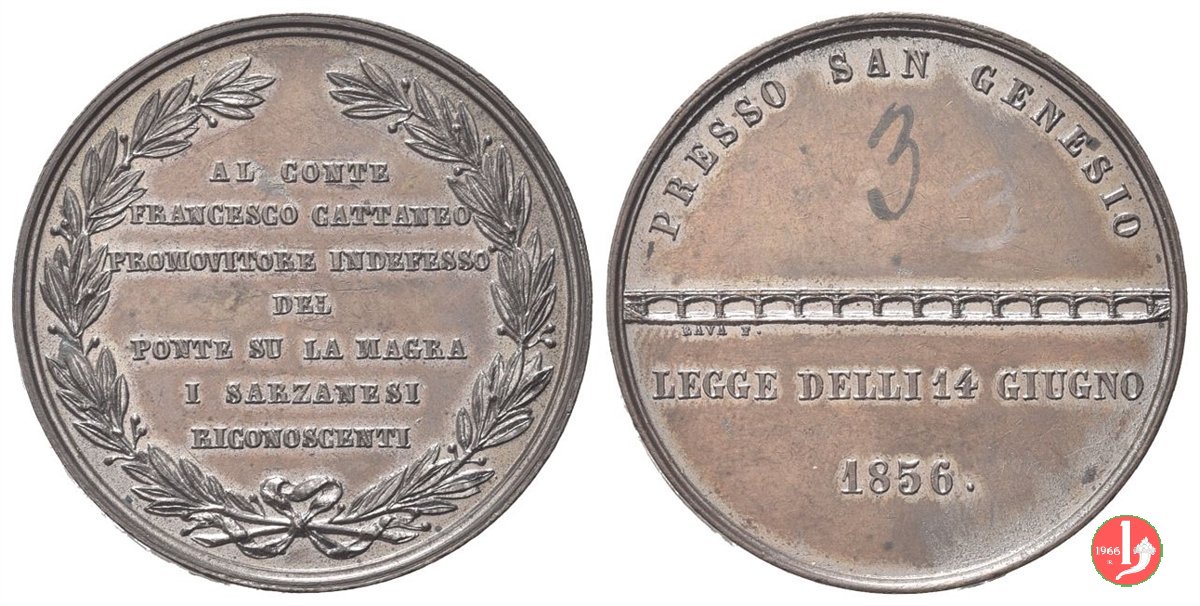 AL CONTE
FRANCESCO CATTANEO
PROMOVITORE INDEFESSO
DEL
PONTE SU LA MAGRA
I SARZANESI
RICONOSCENTI
PRESSO SAN GENESIO
3
3
RAVA F.
LEGGE DELLI 14 GIUGNO
1856.
1966